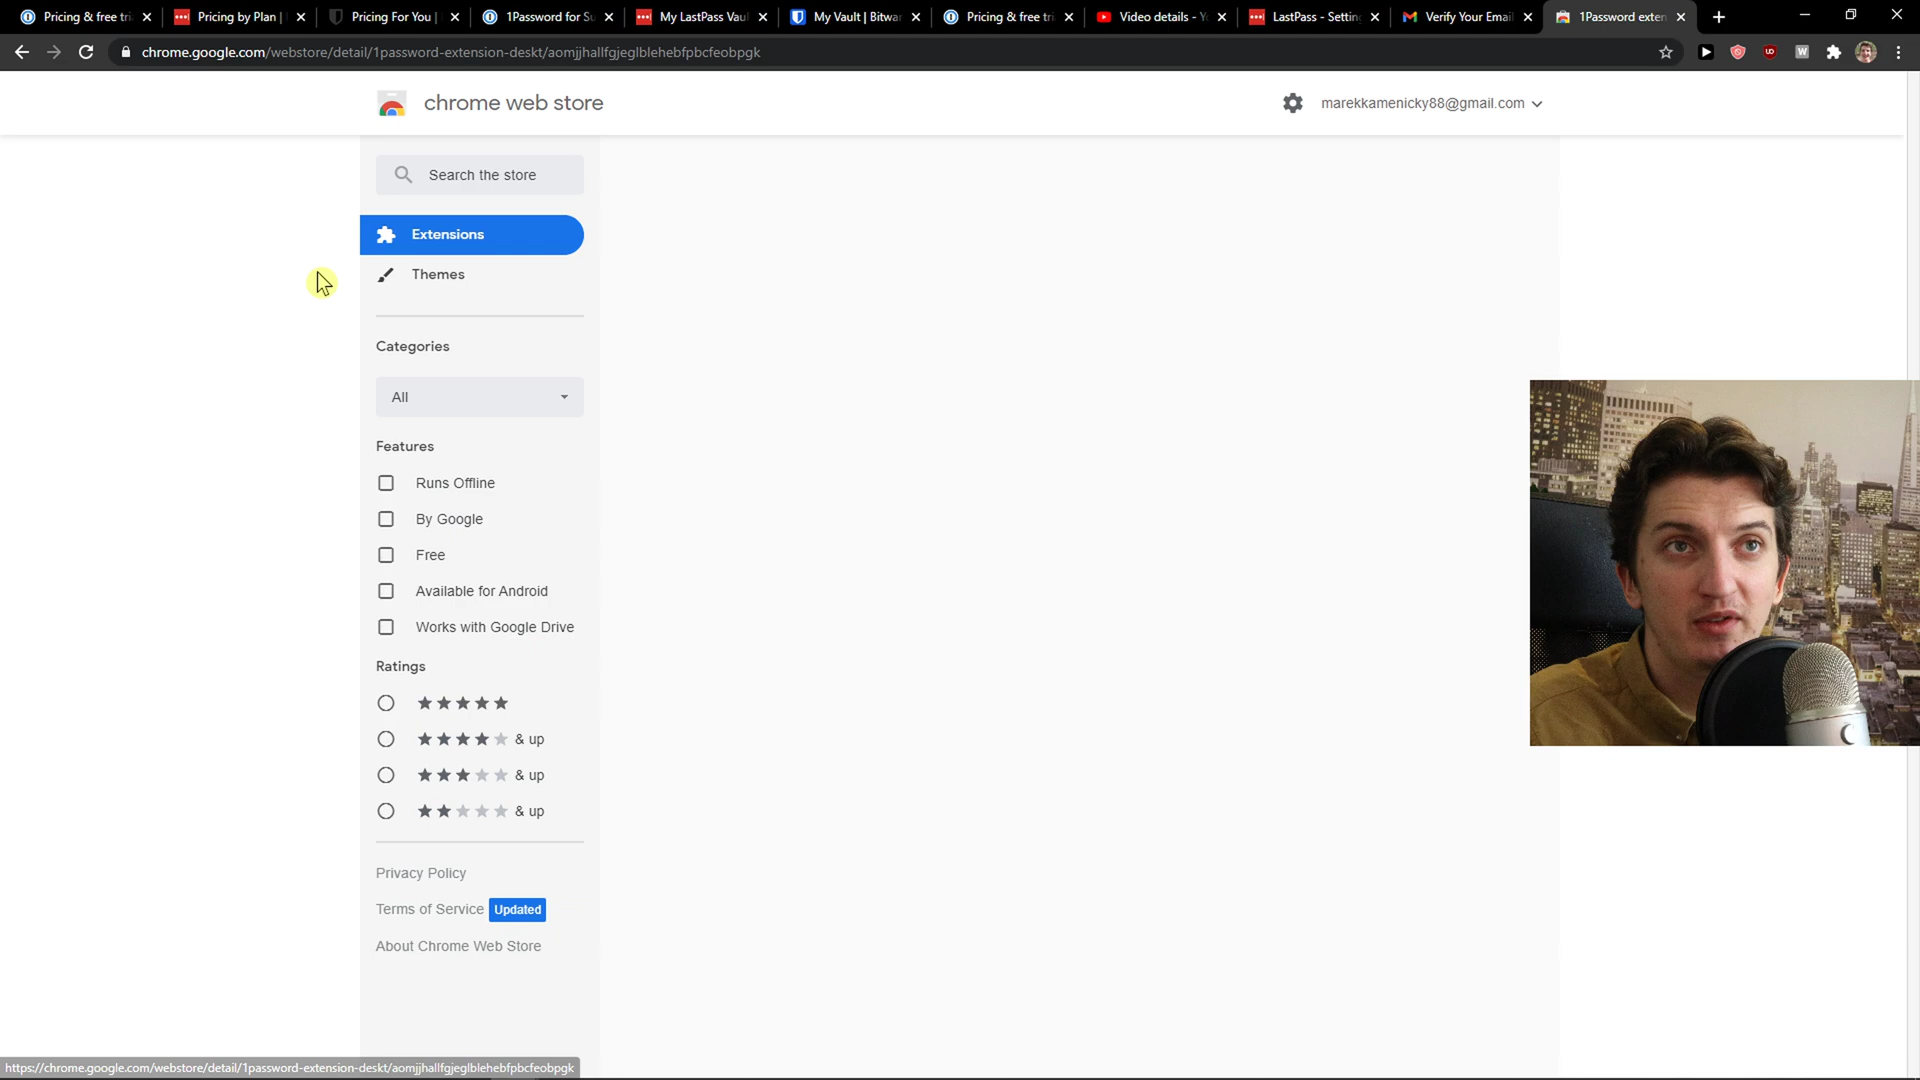 Pricing & free tri
Pricing by Plan |
Pricing For You |
1Password for Su
My LastPass Vau
My Vault | Bitwar
Pricing & free tri
Video details - Y
LastPass - Setting
Verify Your Email
1Password exten
chrome.google.com/webstore/detail/1password-extension-deskt/aomjjhallfgjeglblehebfpbcfeobpgk
chrome web store
marekkamenicky88@gmail.com
Search the store
Extensions
Themes
Categories
All
Features
Runs Offline
By Google
Free
Available for Android
Works with Google Drive
Ratings
& up
& up
& up
Privacy Policy
Terms of Service Updated
About Chrome Web Store
https://chrome.google.com/webstore/detail/1password-extension-deskt/aomjjhallfgjeglblehebfpbcfeobpgk